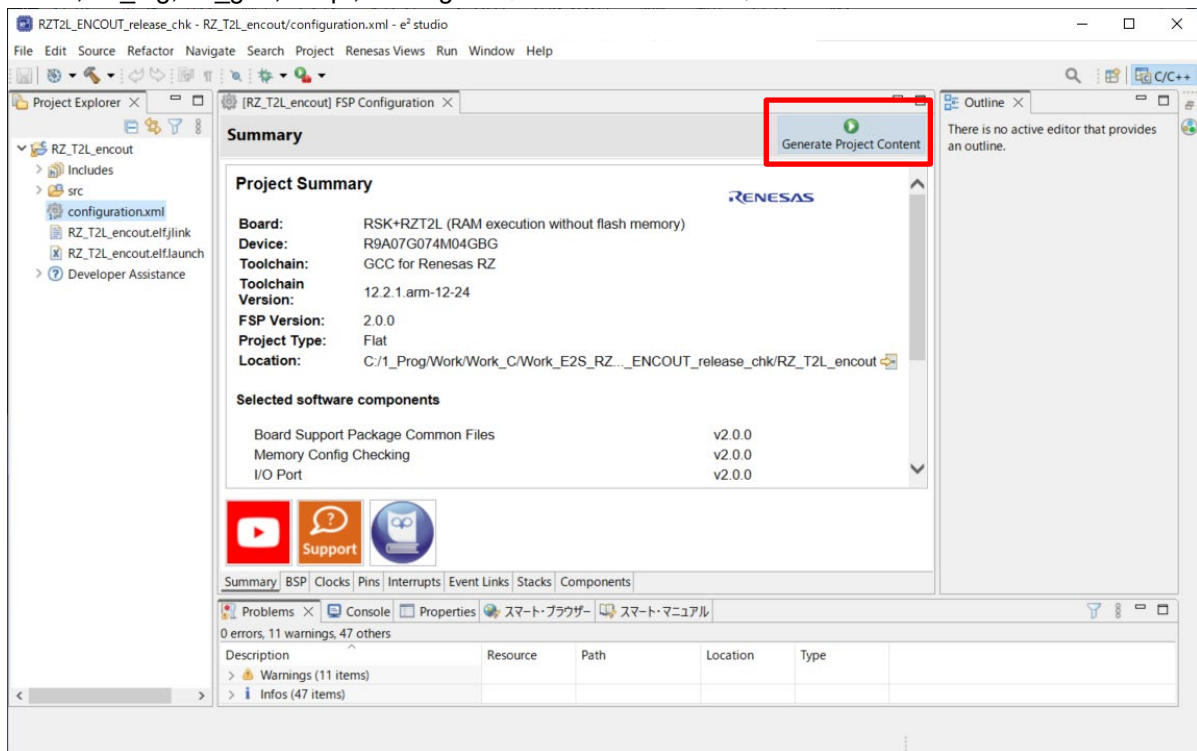 RZT2L_ENCOUT_release_chk - RZ_T2L_encout/configuration.xml - e² studio
File Edit Source Refactor Navigate Search Project Renesas Views Run Window Help
C/C++
Project Explorer
[RZ_T2L_encout] FSP Configuration
Outline
RZ_T2L_encout
Includes
src
configuration.xml
RZ_T2L_encout.elf.jlink
RZ_T2L_encout.elf.launch
Developer Assistance
Summary
Generate Project Content
There is no active editor that provides
an outline.
Project Summary
RENESAS
Board: RSK+RZT2L (RAM execution without flash memory)
Device: R9A07G074M04GBG
Toolchain: GCC for Renesas RZ
Toolchain
Version: 12.2.1.arm-12-24
FSP Version: 2.0.0
Project Type: Flat
Location: C:/1_Prog/Work/Work_C/Work_E2S_RZ..._ENCOUT_release_chk/RZ_T2L_encout
Selected software components
Board Support Package Common Files v2.0.0
Memory Config Checking v2.0.0
I/O Port v2.0.0
Support
Summary BSP Clocks Pins Interrupts Event Links Stacks Components
Problems Console Properties スマート・ブラウザー スマート・マニュアル
0 errors, 11 warnings, 47 others
Description Resource Path Location Type
Warnings (11 items)
Infos (47 items)